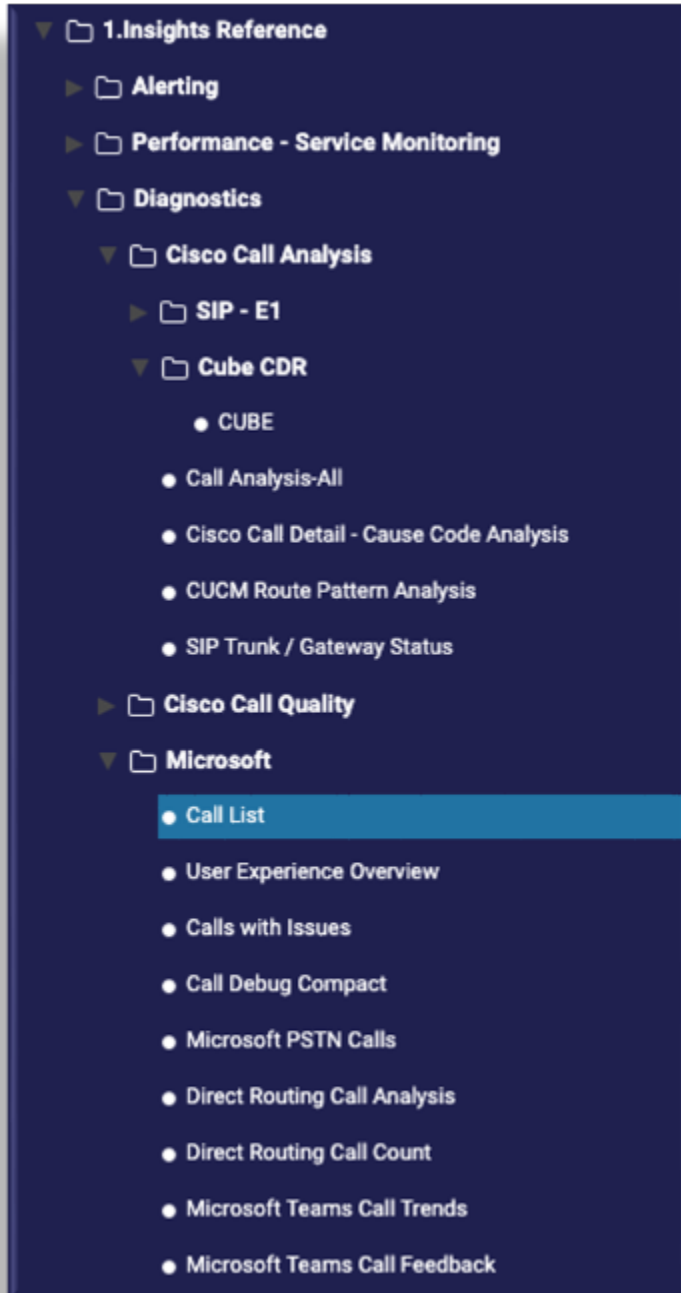 1.Insights Reference
Alerting
Performance - Service Monitoring
Diagnostics
Cisco Call Analysis
SIP - E1
Cube CDR
CUBE
Call Analysis-All
Cisco Call Detail - Cause Code Analysis
CUCM Route Pattern Analysis
SIP Trunk / Gateway Status
Cisco Call Quality
Microsoft
Call List
User Experience Overview
Calls with Issues
Call Debug Compact
Microsoft PSTN Calls
Direct Routing Call Analysis
Direct Routing Call Count
Microsoft Teams Call Trends
Microsoft Teams Call Feedback